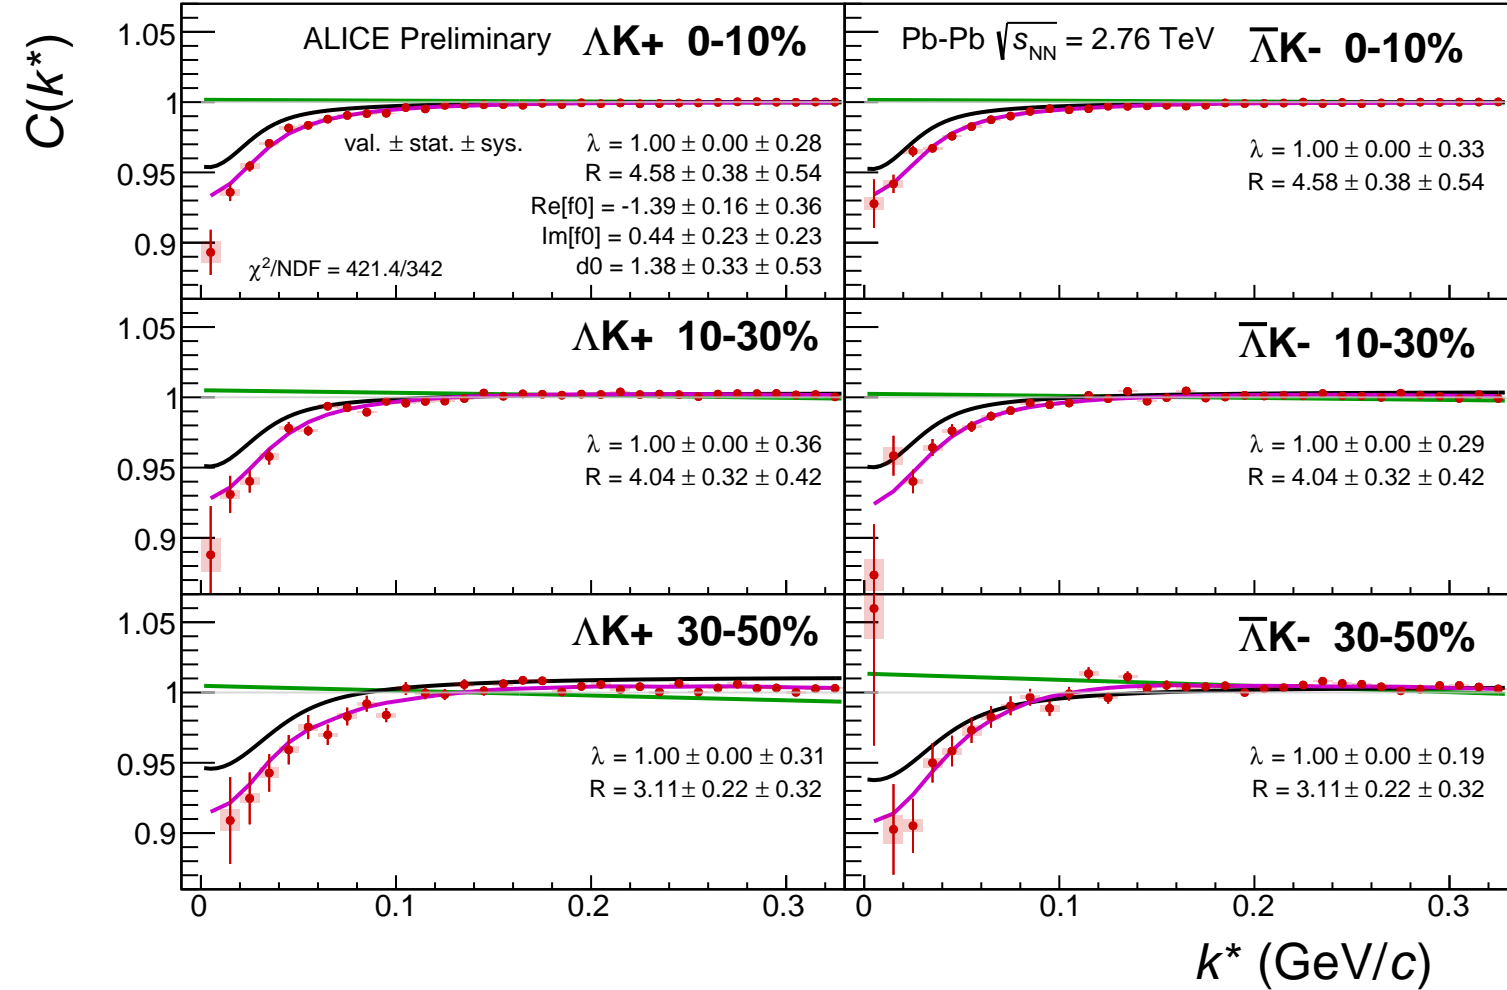 C(k*)
ALICE Preliminary ΛK+ 0-10%
val. ± stat. ± sys.
λ = 1.00 ± 0.00 ± 0.28
R = 4.58 ± 0.38 ± 0.54
Re[f0] = -1.39 ± 0.16 ± 0.36
Im[f0] = 0.44 ± 0.23 ± 0.23
d0 = 1.38 ± 0.33 ± 0.53
χ²/NDF = 421.4/342
1.05
1
0.95
0.9
Pb-Pb √s_NN = 2.76 TeV Λ̅K- 0-10%
λ = 1.00 ± 0.00 ± 0.33
R = 4.58 ± 0.38 ± 0.54
ΛK+ 10-30%
λ = 1.00 ± 0.00 ± 0.36
R = 4.04 ± 0.32 ± 0.42
1.05
1
0.95
0.9
Λ̅K- 10-30%
λ = 1.00 ± 0.00 ± 0.29
R = 4.04 ± 0.32 ± 0.42
ΛK+ 30-50%
λ = 1.00 ± 0.00 ± 0.31
R = 3.11 ± 0.22 ± 0.32
1.05
1
0.95
0.9
Λ̅K- 30-50%
λ = 1.00 ± 0.00 ± 0.19
R = 3.11 ± 0.22 ± 0.32
0 0.1 0.2 0.3
0 0.1 0.2 0.3
k* (GeV/c)